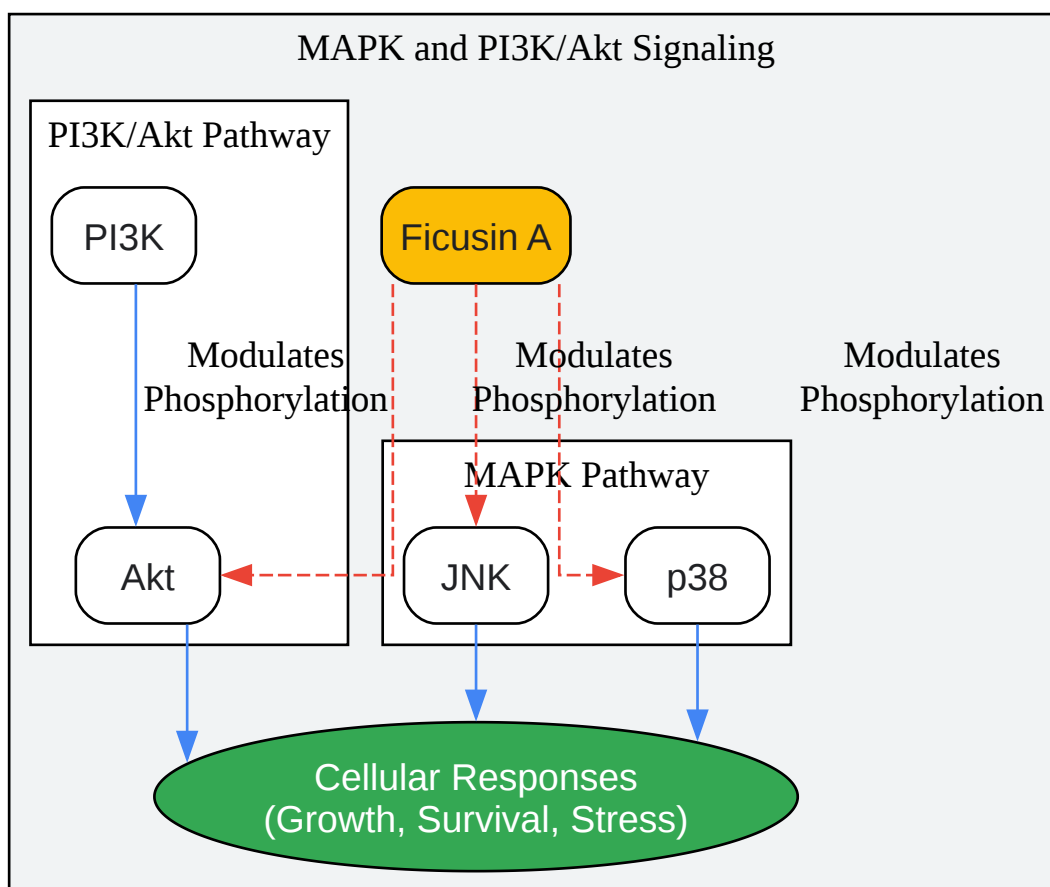 MAPK and PI3K/Akt Signaling
PI3K/Akt Pathway
PI3K
Ficusin A
Modulates
Phosphorylation
Modulates
Phosphorylation
Modulates
Phosphorylation
MAPK Pathway
Akt
JNK
p38
Cellular Responses
(Growth, Survival, Stress)